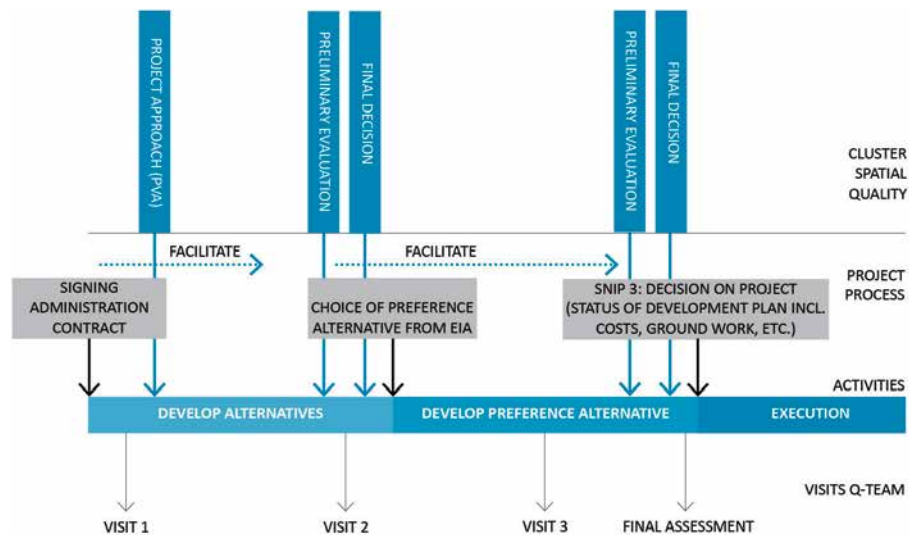 PROJECT APPROACH (PVA)
PRELIMINARY EVALUATION
FINAL DECISION
PRELIMINARY EVALUATION
FINAL DECISION
CLUSTER
SPATIAL
QUALITY
FACILITATE
FACILITATE
PROJECT
PROCESS
SIGNING
ADMINISTRATION
CONTRACT
CHOICE OF PREFERENCE
ALTERNATIVE FROM EIA
SNIP 3: DECISION ON PROJECT
(STATUS OF DEVELOPMENT PLAN INCL.
COSTS, GROUND WORK, ETC.)
ACTIVITIES
DEVELOP ALTERNATIVES
DEVELOP PREFERENCE ALTERNATIVE
EXECUTION
VISITS Q-TEAM
VISIT 1
VISIT 2
VISIT 3
FINAL ASSESSMENT